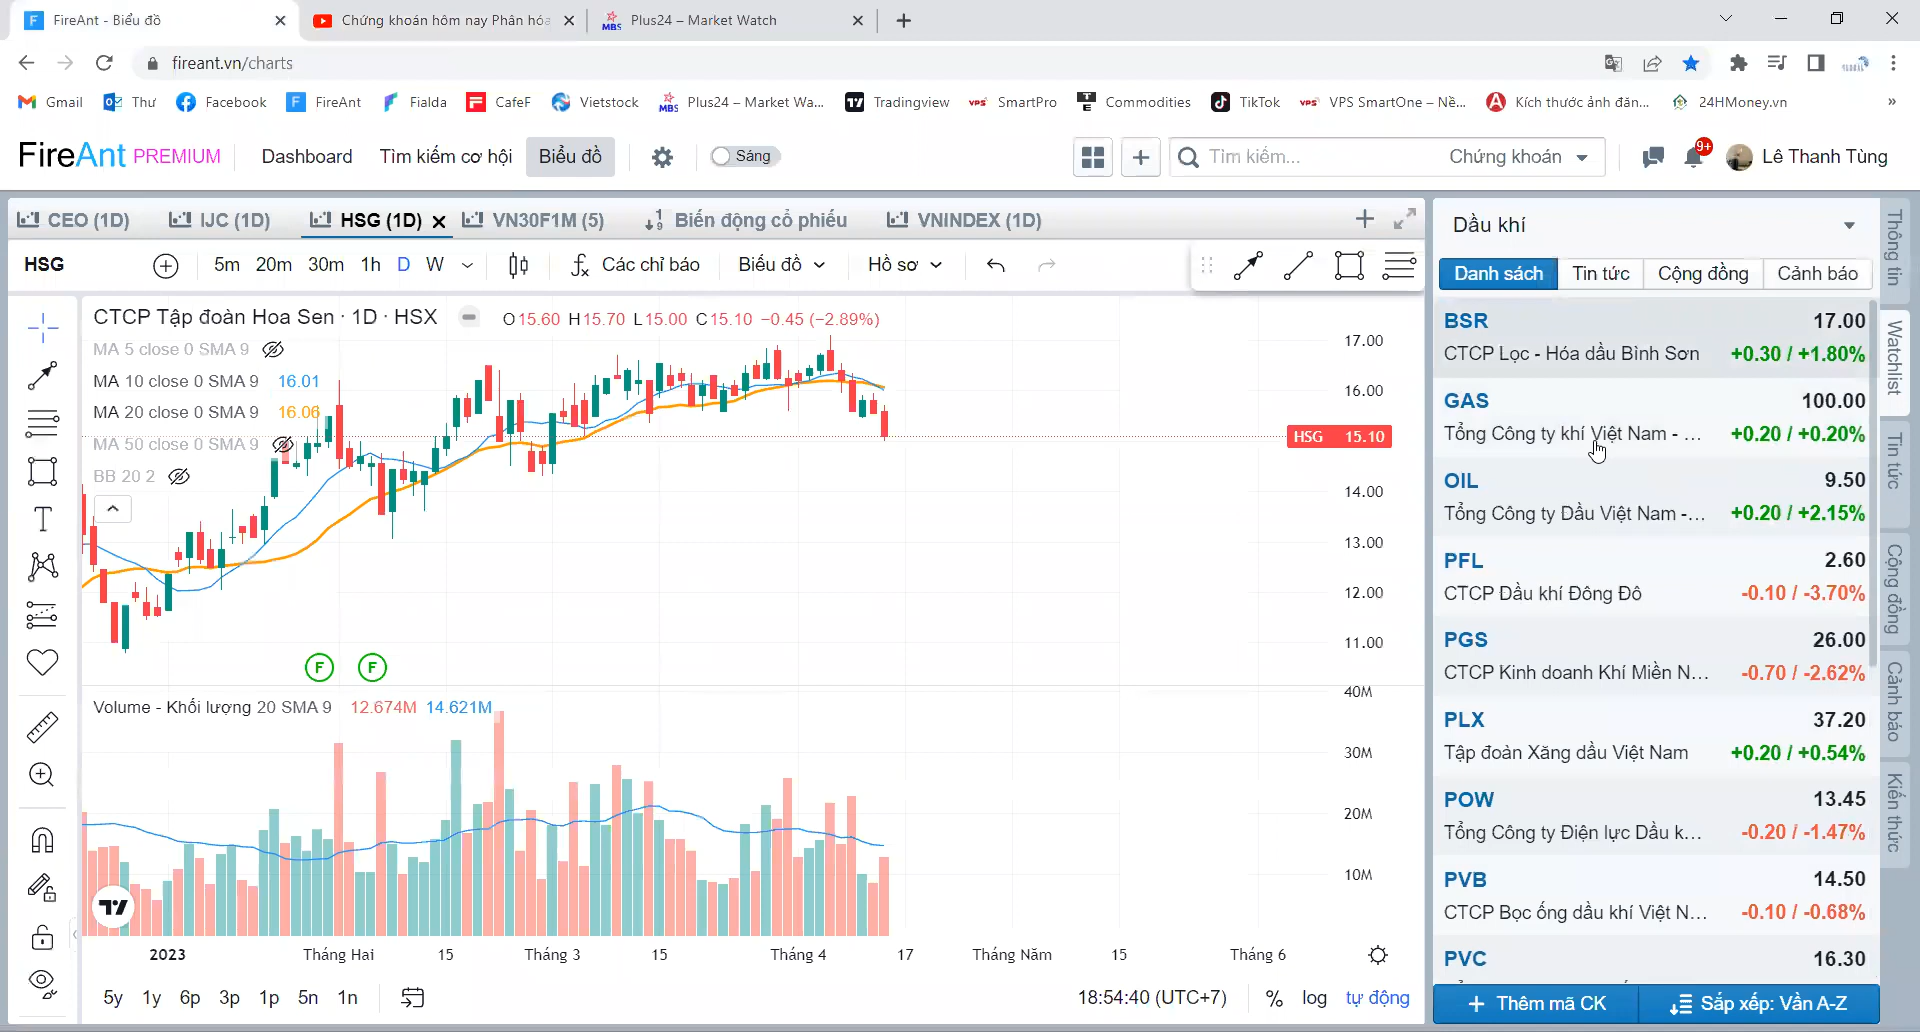 FireAnt - Biểu đồ
Chứng khoán hôm nay Phân hóa
MBS Plus24 – Market Watch
fireant.vn/charts
Gmail
Thư
Facebook
FireAnt
Fialda
CafeF
Vietstock
MBS Plus24 – Market Wa...
Tradingview
VPS SmartPro
TE Commodities
TikTok
VPS VPS SmartOne – Nề...
Kích thước ảnh đăn...
24HMoney.vn
»
FireAnt PREMIUM
Dashboard
Tìm kiếm cơ hội
Biểu đồ
Sáng
Tìm kiếm...
Chứng khoán
9+
Lê Thanh Tùng
CEO (1D)
IJC (1D)
HSG (1D)
VN30F1M (5)
Biến động cổ phiếu
VNINDEX (1D)
HSG
5m 20m 30m 1h D W
Các chỉ báo
Biểu đồ
Hồ sơ
CTCP Tập đoàn Hoa Sen · 1D · HSX
O15.60 H15.70 L15.00 C15.10 −0.45 (−2.89%)
MA 5 close 0 SMA 9
MA 10 close 0 SMA 9 16.01
MA 20 close 0 SMA 9 16.06
MA 50 close 0 SMA 9
BB 20 2
17.00
16.00
HSG 15.10
14.00
13.00
12.00
11.00
F
F
Volume - Khối lượng 20 SMA 9 12.674M 14.621M
40M
30M
20M
10M
2023
Tháng Hai
15
Tháng 3
15
Tháng 4
17
Tháng Năm
15
Tháng 6
5y 1y 6p 3p 1p 5n 1n
18:54:40 (UTC+7)
% log tự động
Dầu khí
Danh sách
Tin tức
Cộng đồng
Cảnh báo
BSR 17.00
CTCP Lọc - Hóa dầu Bình Sơn +0.30 / +1.80%
GAS 100.00
Tổng Công ty khí Việt Nam - ... +0.20 / +0.20%
OIL 9.50
Tổng Công ty Dầu Việt Nam -... +0.20 / +2.15%
PFL 2.60
CTCP Dầu khí Đông Đô -0.10 / -3.70%
PGS 26.00
CTCP Kinh doanh Khí Miền N... -0.70 / -2.62%
PLX 37.20
Tập đoàn Xăng dầu Việt Nam +0.20 / +0.54%
POW 13.45
Tổng Công ty Điện lực Dầu k... -0.20 / -1.47%
PVB 14.50
CTCP Bọc ống dầu khí Việt N... -0.10 / -0.68%
PVC 16.30
Thêm mã CK
Sắp xếp: Vần A-Z
Thông tin
Watchlist
Tin tức
Cộng đồng
Cảnh báo
Kiến thức